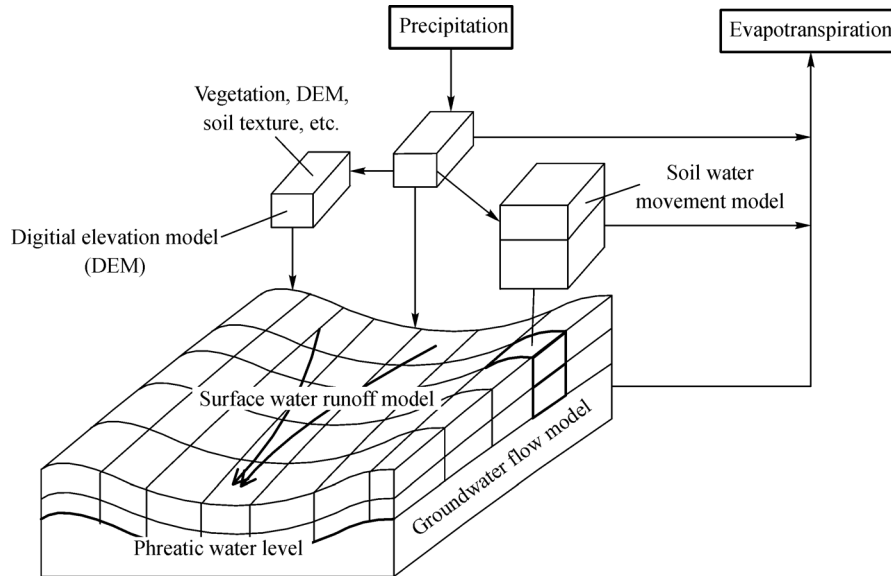 Precipitation
Evapotranspiration
Vegetation, DEM,
soil texture, etc.
Soil water
movement model
Digitial elevation model
(DEM)
Surface water runoff model
Groundwater flow model
Phreatic water level